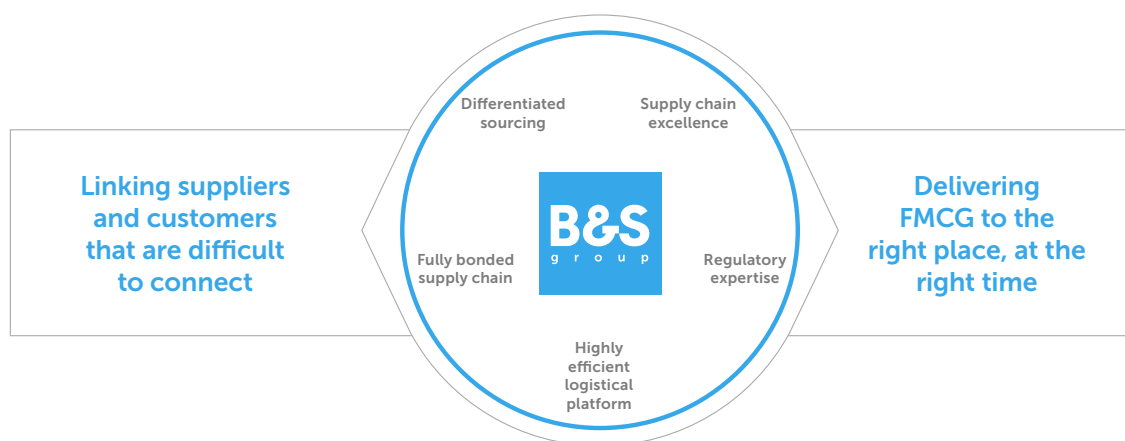 Linking suppliers
and customers
that are difficult
to connect
Differentiated
sourcing
Supply chain
excellence
B&S
group
Fully bonded
supply chain
Regulatory
expertise
Highly
efficient
logistical
platform
Delivering
FMCG to the
right place, at the
right time